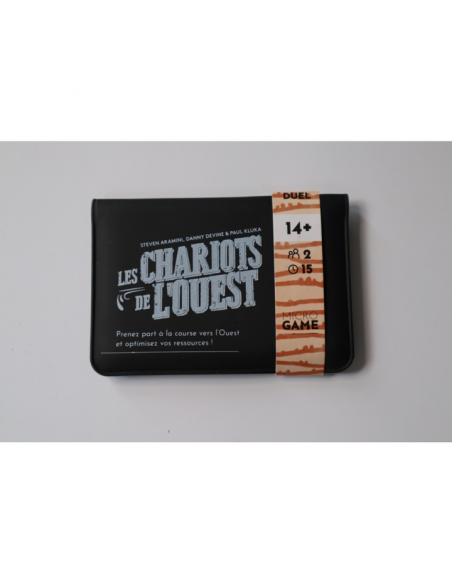 STEVEN ARAMINI, DANNY DEVINE & PAUL KLUKA
LES CHARIOTS
DE L'OUEST
Prenez part à la course vers l'Ouest
et optimisez vos ressources !
DUEL
14+
2
15
MICRO
GAME